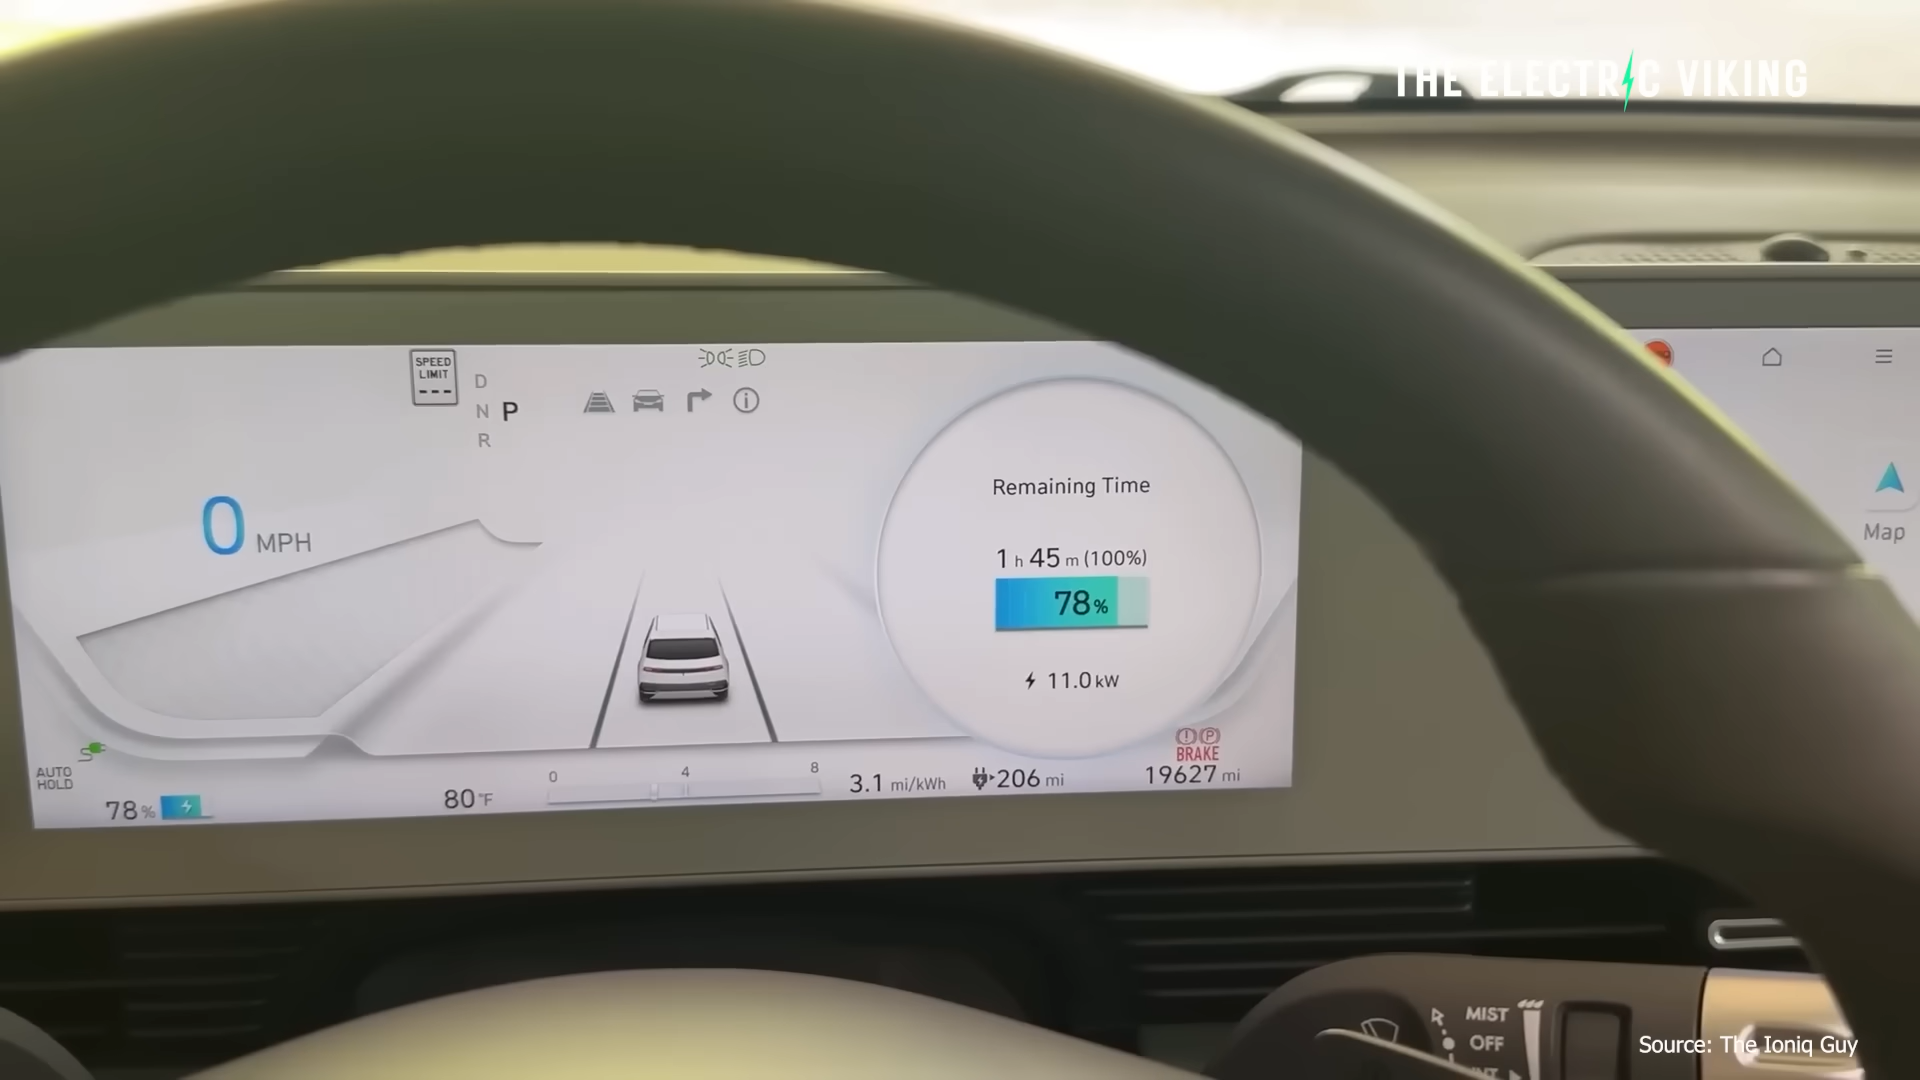 THE ELECTRIC VIKING
SPEED
LIMIT
---
D
N P
R
0 MPH
Remaining Time
1 h 45 m (100%)
78%
11.0 kW
Map
AUTO
HOLD
78%
80°F
0 4 8
3.1 mi/kWh
206 mi
BRAKE
19627 mi
MIST
OFF
Source: The Ioniq Guy